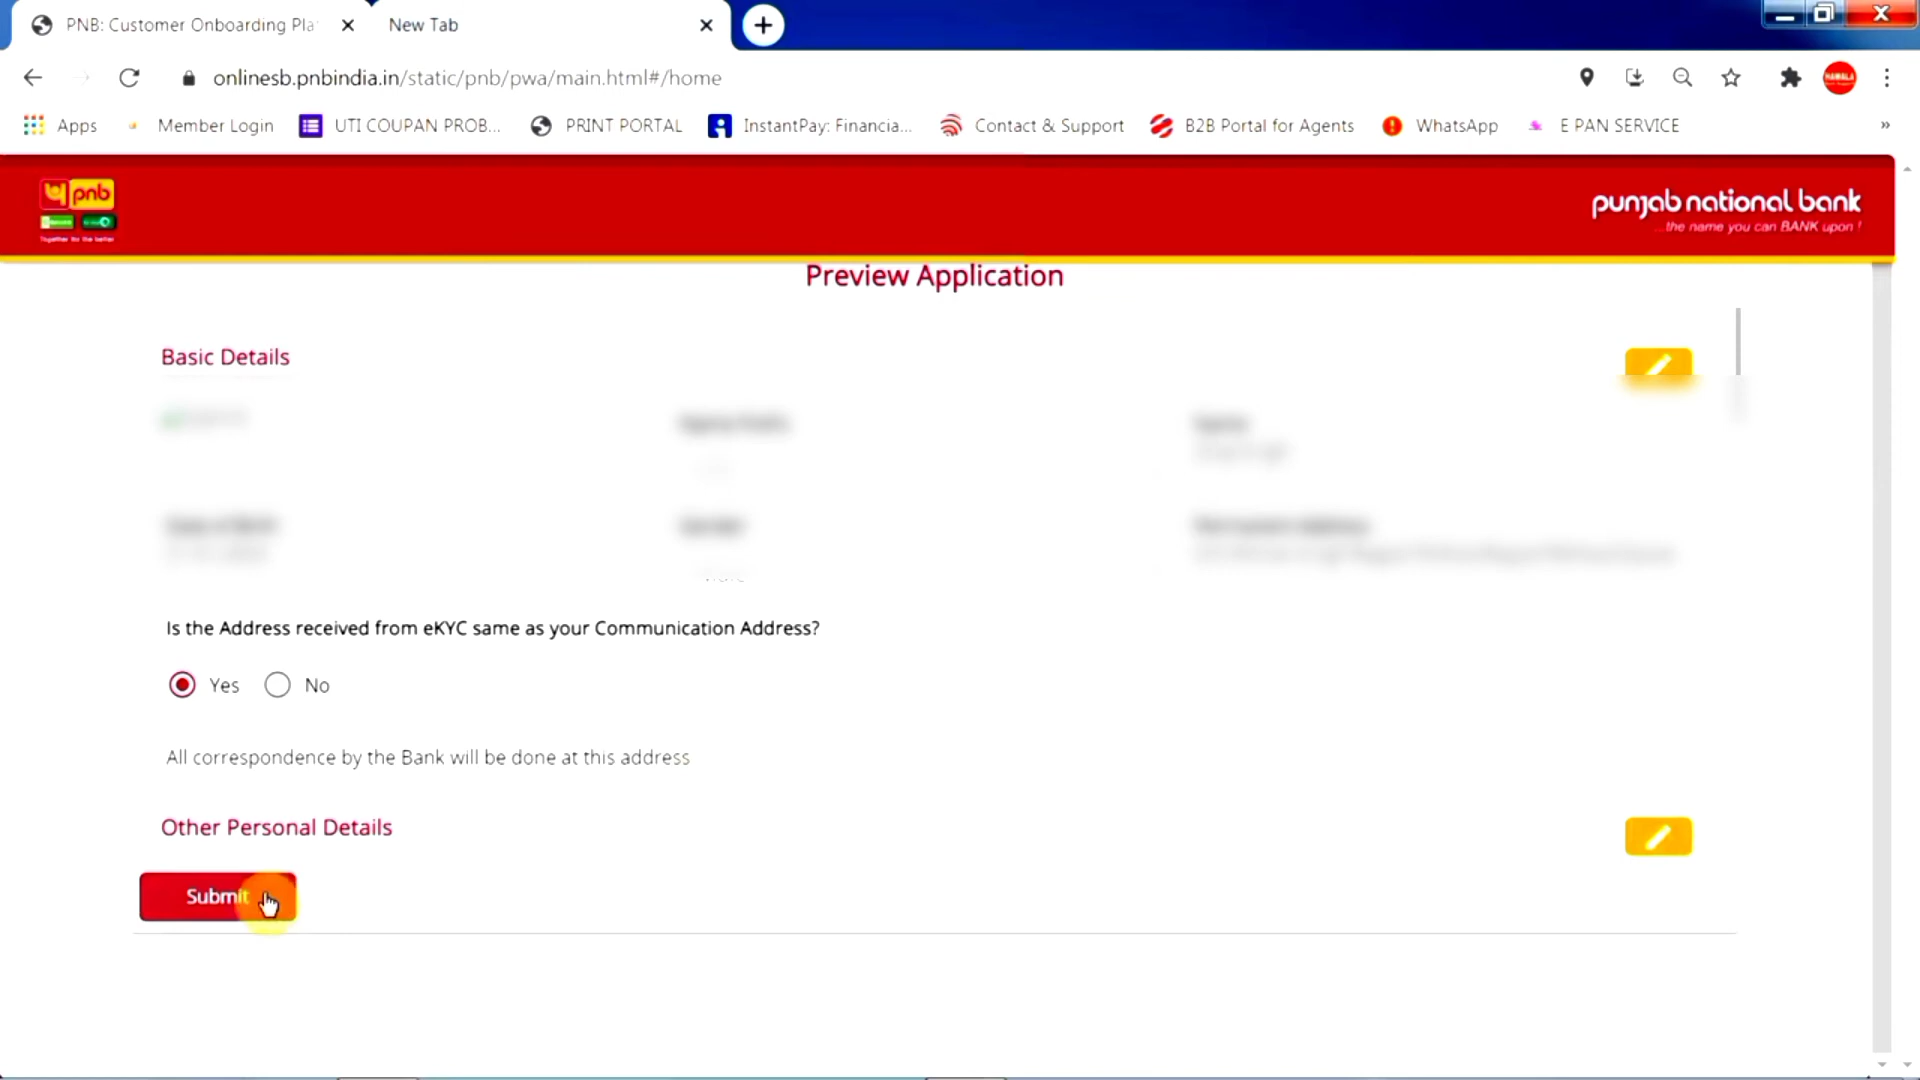 PNB: Customer Onboarding Pla
New Tab
onlinesb.pnbindia.in/static/pnb/pwa/main.html#/home
Apps
Member Login
UTI COUPAN PROB...
PRINT PORTAL
InstantPay: Financia...
Contact & Support
B2B Portal for Agents
WhatsApp
E PAN SERVICE
»
pnb
Together for the better
punjab national bank
...the name you can BANK upon !
Preview Application
Basic Details
Is the Address received from eKYC same as your Communication Address?
Yes No
All correspondence by the Bank will be done at this address
Other Personal Details
Submit